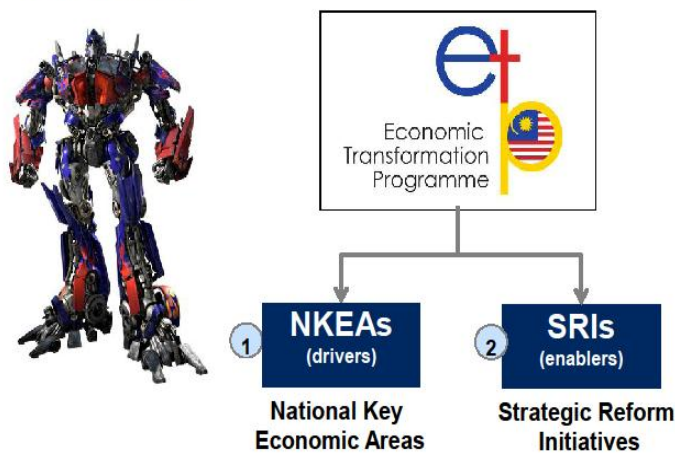 etp
Economic
Transformation
Programme
1
NKEAs
(drivers)
National Key
Economic Areas
2
SRIs
(enablers)
Strategic Reform
Initiatives